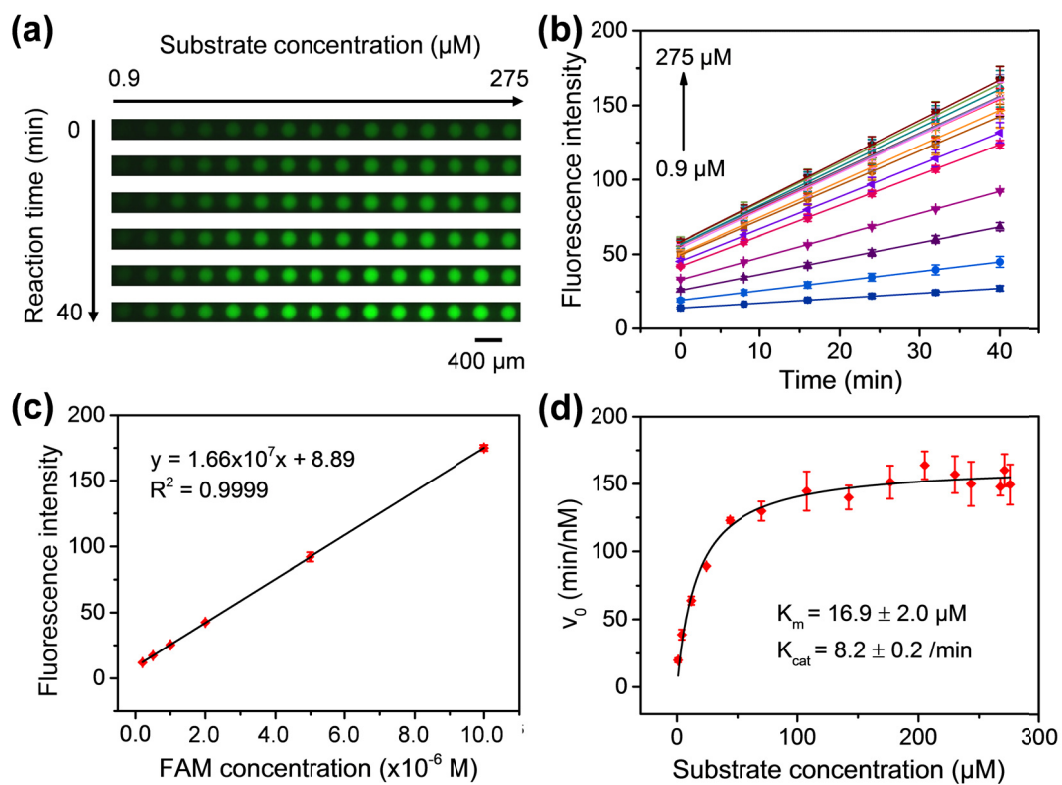 (a)
Substrate concentration (µM)
0.9
275
Reaction time (min)
0
40
400 µm
(b)
Fluorescence intensity
200
150
100
50
0
275 µM
0.9 µM
0
10
20
30
40
Time (min)
(c)
Fluorescence intensity
200
150
100
50
0
y = 1.66x10⁷x + 8.89
R² = 0.9999
0.0
2.0
4.0
6.0
8.0
10.0
FAM concentration (x10⁻⁶ M)
(d)
v₀ (min/nM)
200
150
100
50
0
Kₘ = 16.9 ± 2.0 µM
K_cat = 8.2 ± 0.2 /min
0
100
200
300
Substrate concentration (µM)